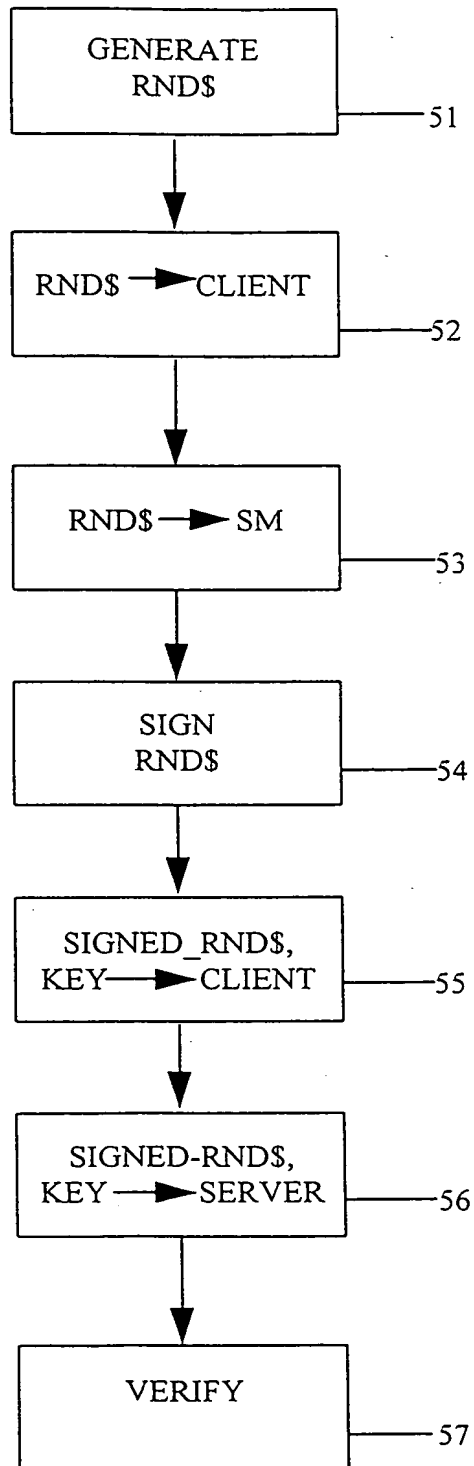 GENERATE
RND$
51
RND$ CLIENT
52
RND$ SM
53
SIGN
RND$
54
SIGNED_RND$,
KEY CLIENT
55
SIGNED-RND$,
KEY SERVER
56
VERIFY
57